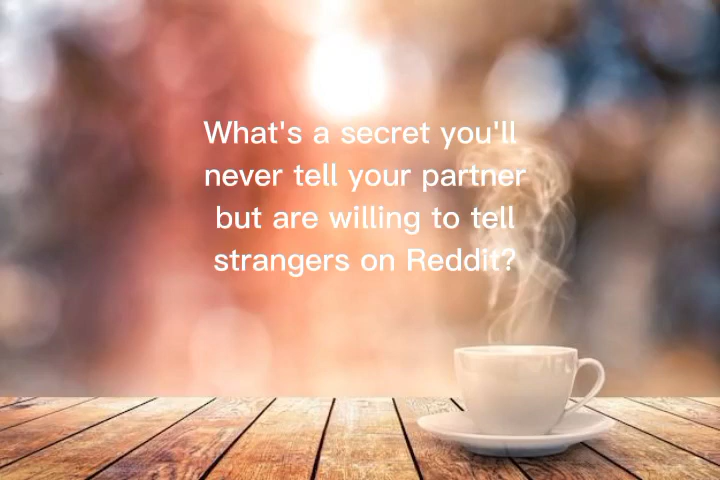 What's a secret you'll
never tell your partner
but are willing to tell
strangers on Reddit?